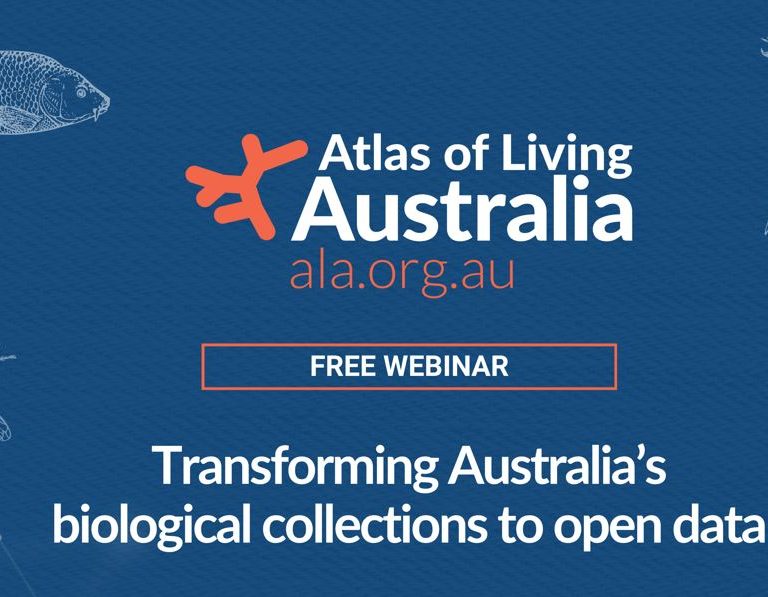 Atlas of Living
Australia
ala.org.au
FREE WEBINAR
Transforming Australia’s
biological collections to open data